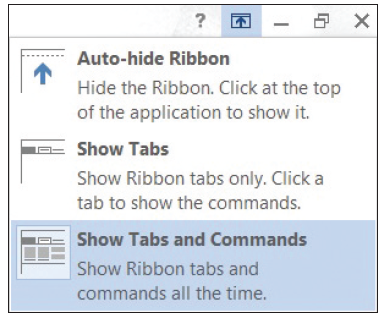 ?
Auto-hide Ribbon
Hide the Ribbon. Click at the top
of the application to show it.
Show Tabs
Show Ribbon tabs only. Click a
tab to show the commands.
Show Tabs and Commands
Show Ribbon tabs and
commands all the time.